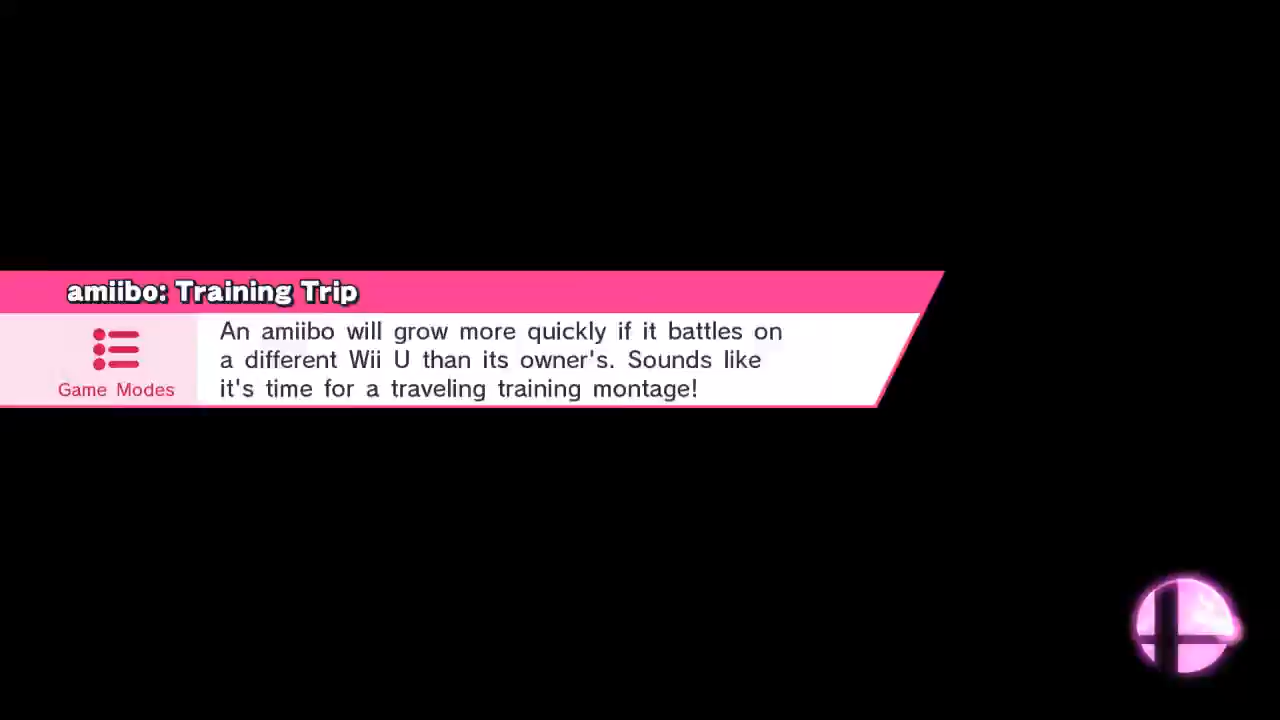 amiibo: Training Trip
An amiibo will grow more quickly if it battles on
a different Wii U than its owner's. Sounds like
it's time for a traveling training montage!
Game Modes